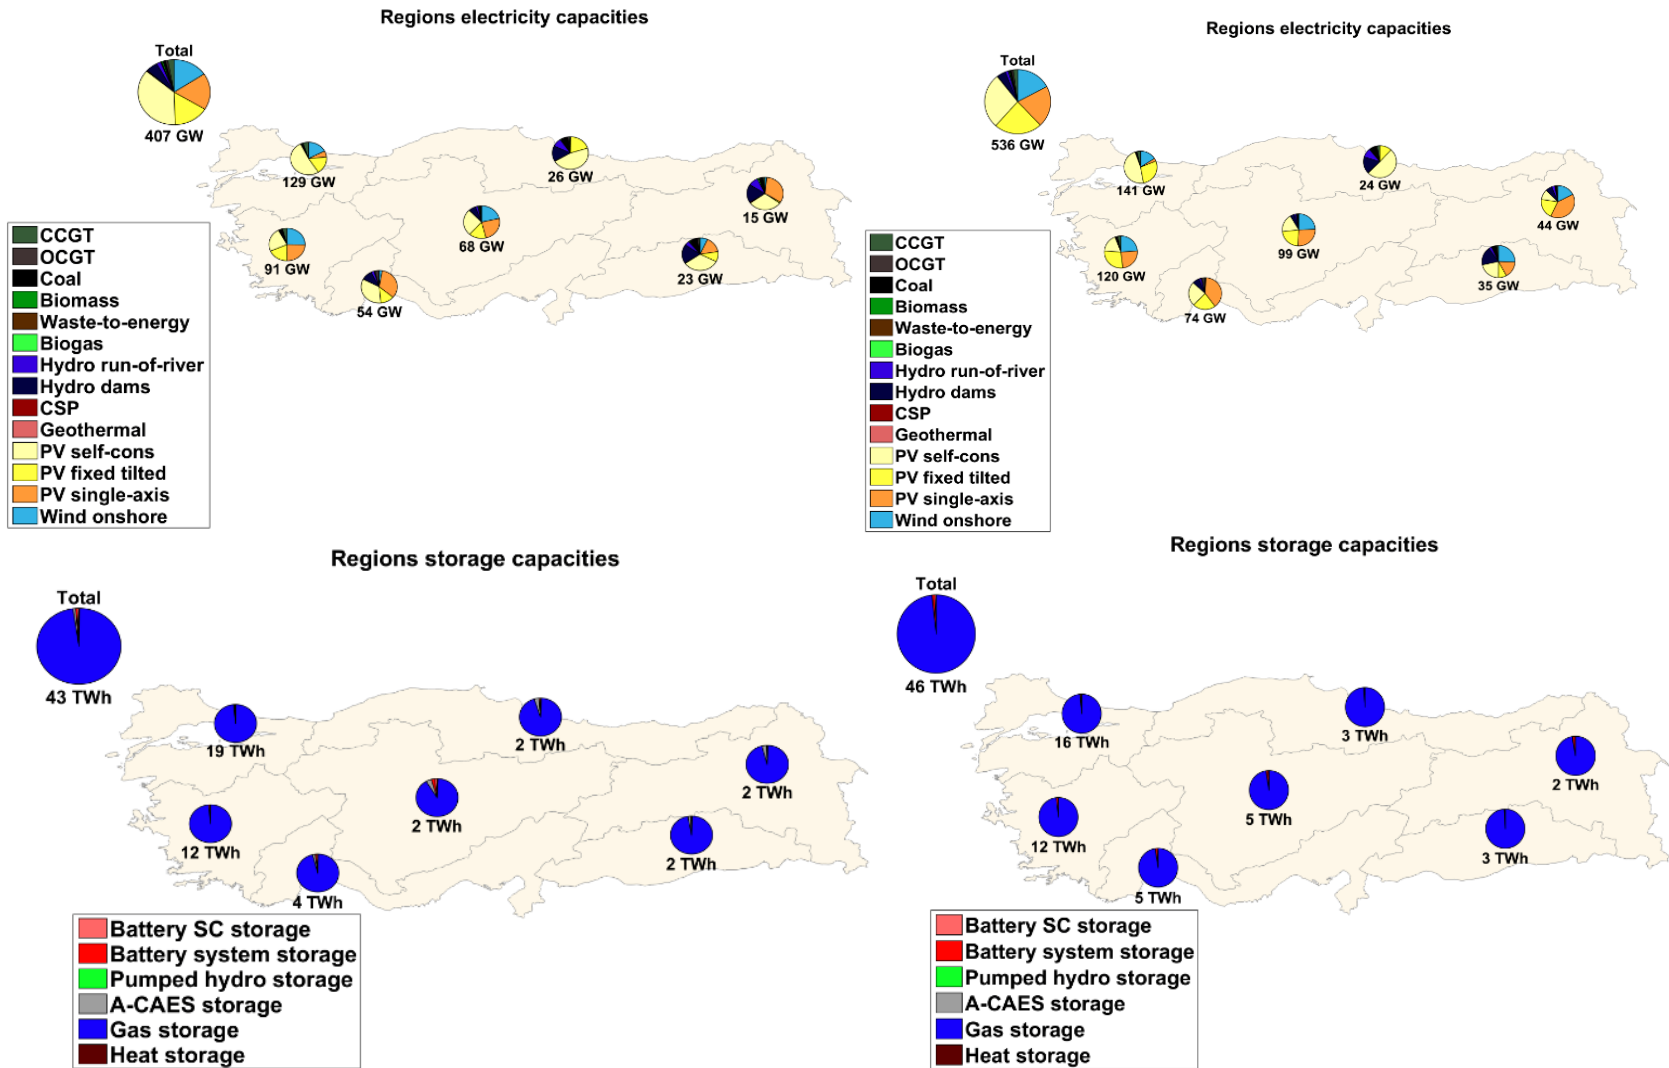 Regions electricity capacities
Total
407 GW
129 GW
26 GW
15 GW
68 GW
91 GW
23 GW
54 GW
CCGT
OCGT
Coal
Biomass
Waste-to-energy
Biogas
Hydro run-of-river
Hydro dams
CSP
Geothermal
PV self-cons
PV fixed tilted
PV single-axis
Wind onshore
Regions electricity capacities
Total
536 GW
141 GW
24 GW
44 GW
99 GW
120 GW
35 GW
74 GW
CCGT
OCGT
Coal
Biomass
Waste-to-energy
Biogas
Hydro run-of-river
Hydro dams
CSP
Geothermal
PV self-cons
PV fixed tilted
PV single-axis
Wind onshore
Regions storage capacities
Total
43 TWh
19 TWh
2 TWh
2 TWh
2 TWh
12 TWh
2 TWh
4 TWh
Battery SC storage
Battery system storage
Pumped hydro storage
A-CAES storage
Gas storage
Heat storage
Regions storage capacities
Total
46 TWh
16 TWh
3 TWh
2 TWh
5 TWh
12 TWh
3 TWh
5 TWh
Battery SC storage
Battery system storage
Pumped hydro storage
A-CAES storage
Gas storage
Heat storage